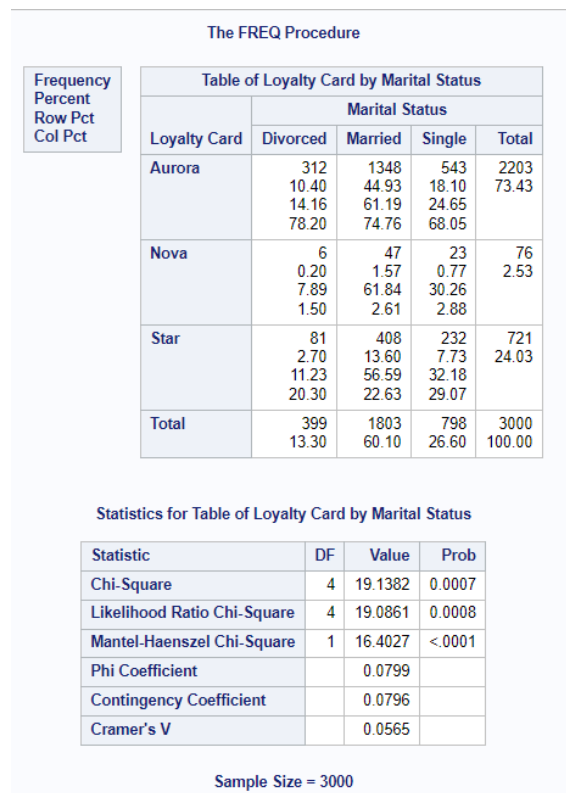 The FREQ Procedure
Frequency
Percent
Row Pct
Col Pct
Table of Loyalty Card by Marital Status
Marital Status
Loyalty Card Divorced Married Single Total
Aurora 312 1348 543 2203
10.40 44.93 18.10 73.43
14.16 61.19 24.65
78.20 74.76 68.05
Nova 6 47 23 76
0.20 1.57 0.77 2.53
7.89 61.84 30.26
1.50 2.61 2.88
Star 81 408 232 721
2.70 13.60 7.73 24.03
11.23 56.59 32.18
20.30 22.63 29.07
Total 399 1803 798 3000
13.30 60.10 26.60 100.00
Statistics for Table of Loyalty Card by Marital Status
Statistic DF Value Prob
Chi-Square 4 19.1382 0.0007
Likelihood Ratio Chi-Square 4 19.0861 0.0008
Mantel-Haenszel Chi-Square 1 16.4027 <.0001
Phi Coefficient 0.0799
Contingency Coefficient 0.0796
Cramer's V 0.0565
Sample Size = 3000